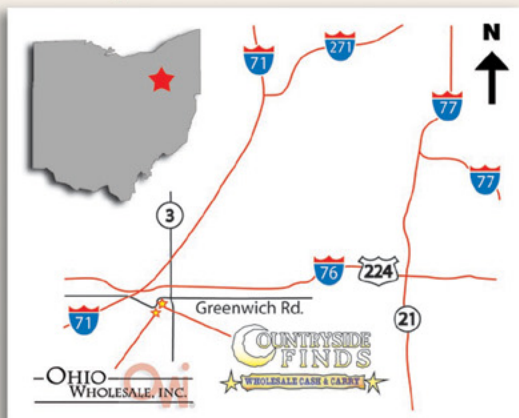 71
271
N
77
77
3
76
224
Greenwich Rd.
71
21
COUNTRYSIDE
FINDS
WHOLESALE CASH & CARRY
OHIO OWI
WHOLESALE, INC.